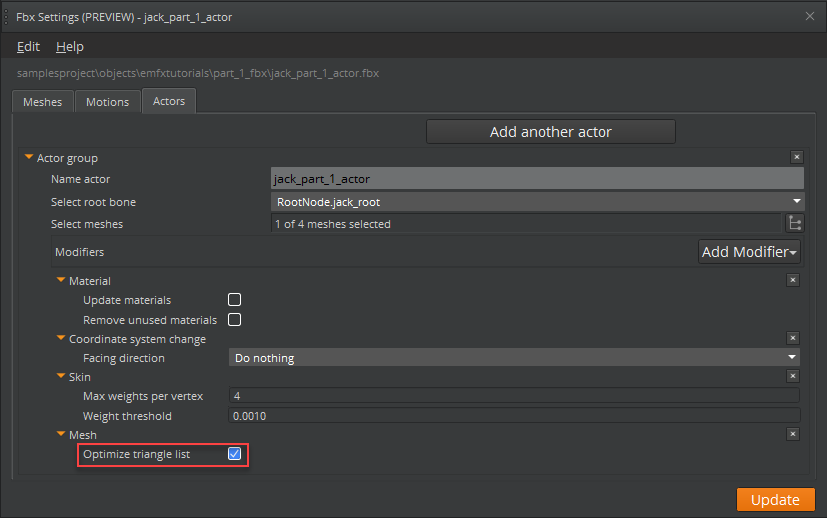 Fbx Settings (PREVIEW) - jack_part_1_actor
Edit Help
samplesproject\objects\emfxtutorials\part_1_fbx\jack_part_1_actor.fbx
Meshes Motions Actors
Add another actor
Actor group
Name actor jack_part_1_actor
Select root bone RootNode.jack_root
Select meshes 1 of 4 meshes selected
Modifiers Add Modifier
Material
Update materials
Remove unused materials
Coordinate system change
Facing direction Do nothing
Skin
Max weights per vertex 4
Weight threshold 0.0010
Mesh
Optimize triangle list
Update